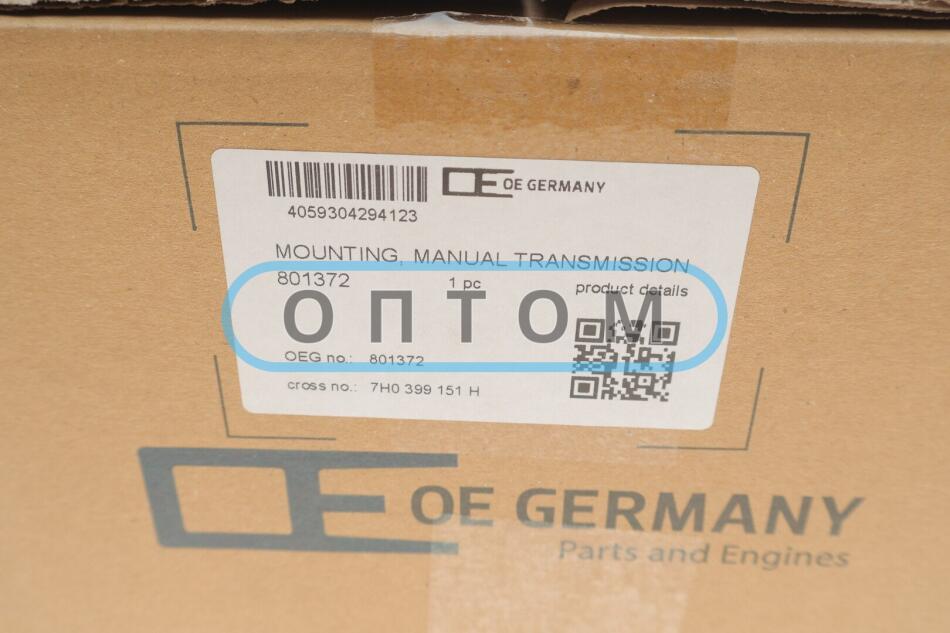 OE GERMANY
4059304294123
MOUNTING, MANUAL TRANSMISSION
801372 1 pc product details
ОПТОМ
OEG no.: 801372
cross no.: 7H0 399 151 H
OE GERMANY
Parts and Engines